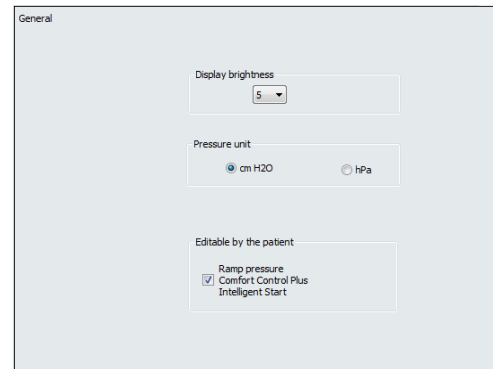 General
Display brightness
5
Pressure unit
cm H2O
hPa
Editable by the patient
Ramp pressure
Comfort Control Plus
Intelligent Start